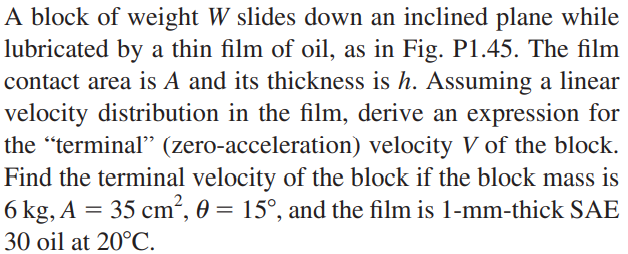 A block of weight W slides down an inclined plane while
lubricated by a thin film of oil, as in Fig. P1.45. The film
contact area is A and its thickness is h. Assuming a linear
velocity distribution in the film, derive an expression for
the “terminal” (zero-acceleration) velocity V of the block.
Find the terminal velocity of the block if the block mass is
6 kg, A = 35 cm², θ = 15°, and the film is 1-mm-thick SAE
30 oil at 20°C.